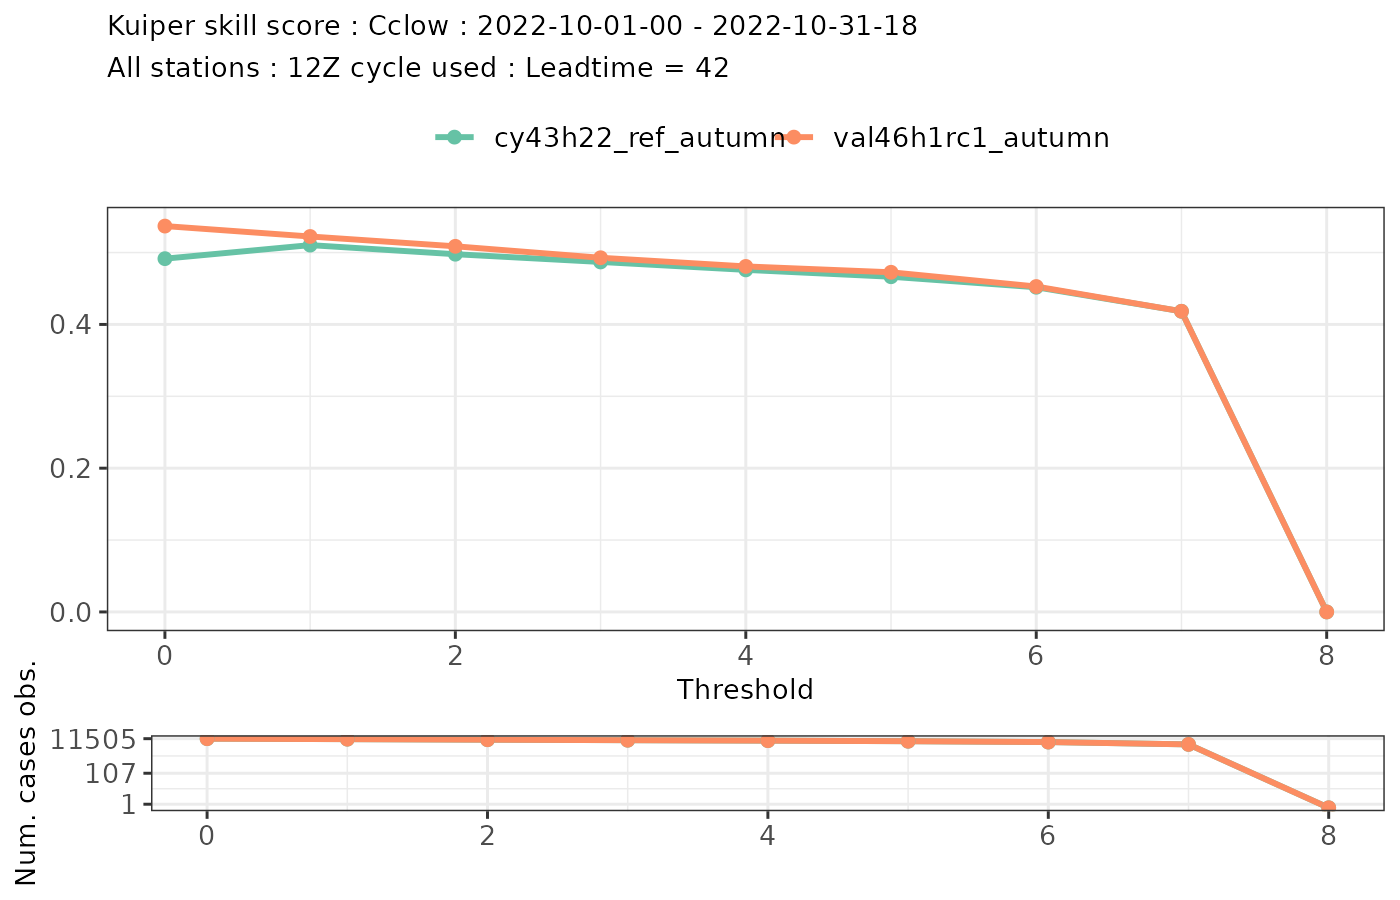 Kuiper skill score : Cclow : 2022-10-01-00 - 2022-10-31-18
All stations : 12Z cycle used : Leadtime = 42
cy43h22_ref_autumn val46h1rc1_autumn
0.4
0.2
0.0
0 2 4 6 8
Threshold
Num. cases obs.
11505
107
1
0 2 4 6 8